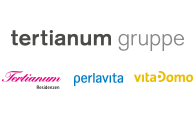 tertianum gruppe
Tertianum perlavita vitadomo
Residenzen